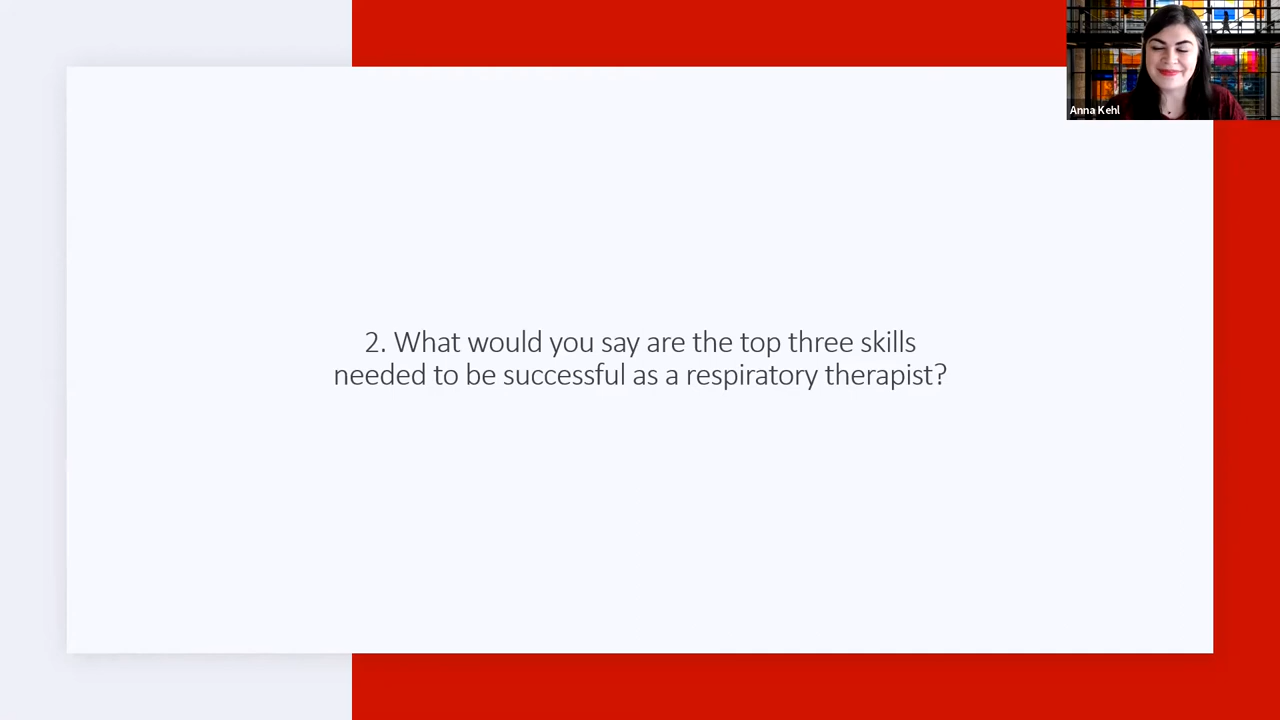 Anna Kehl
2. What would you say are the top three skills
needed to be successful as a respiratory therapist?